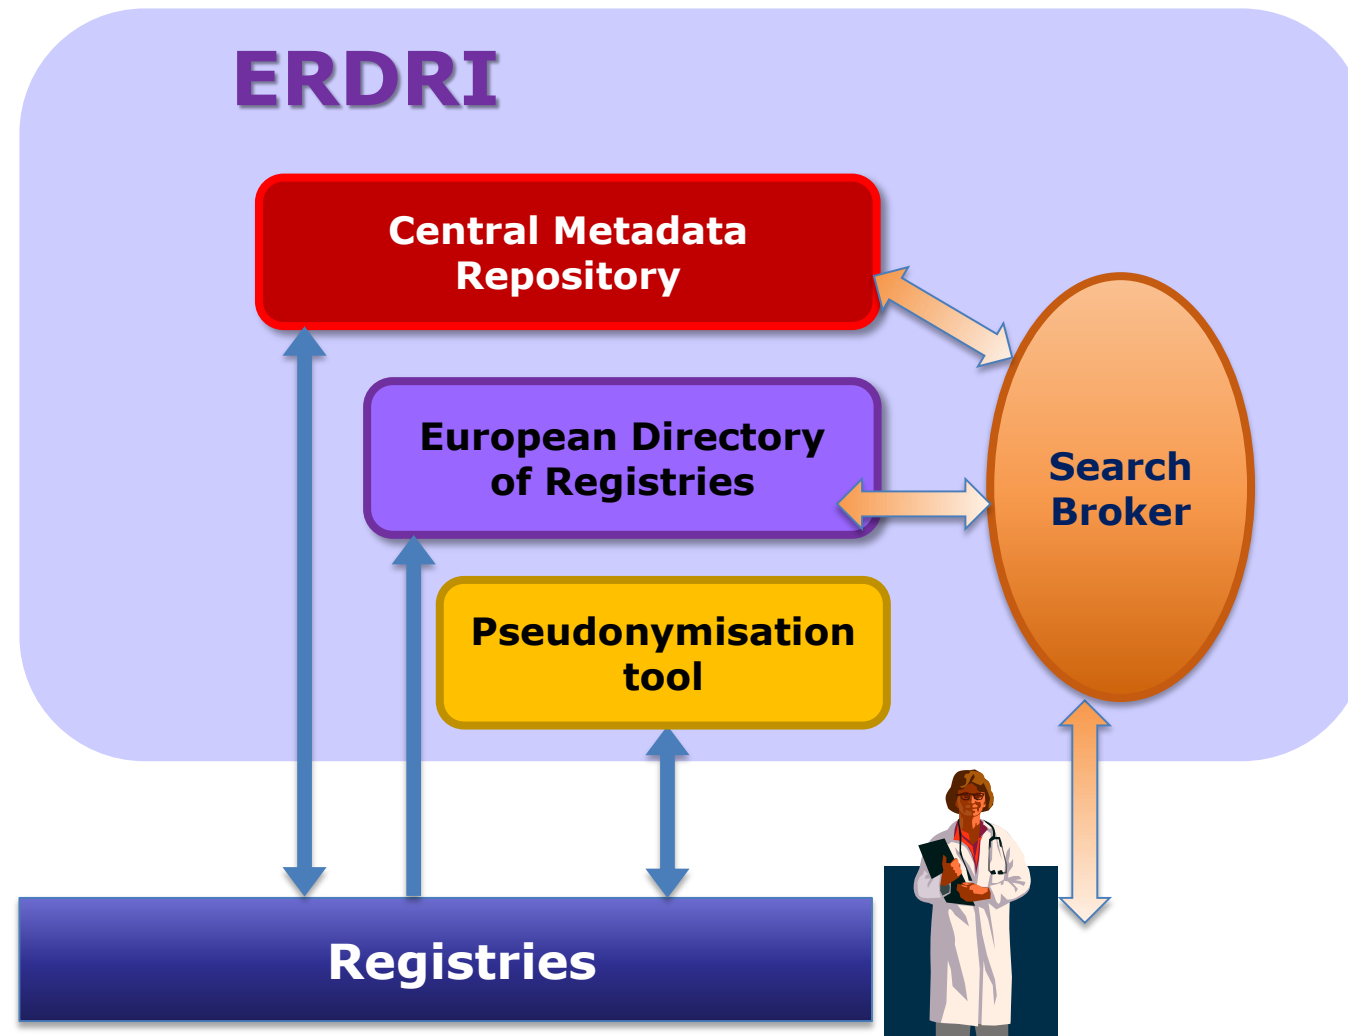 ERDRI
Central Metadata
Repository
European Directory
of Registries
Search
Broker
Pseudonymisation
tool
Registries